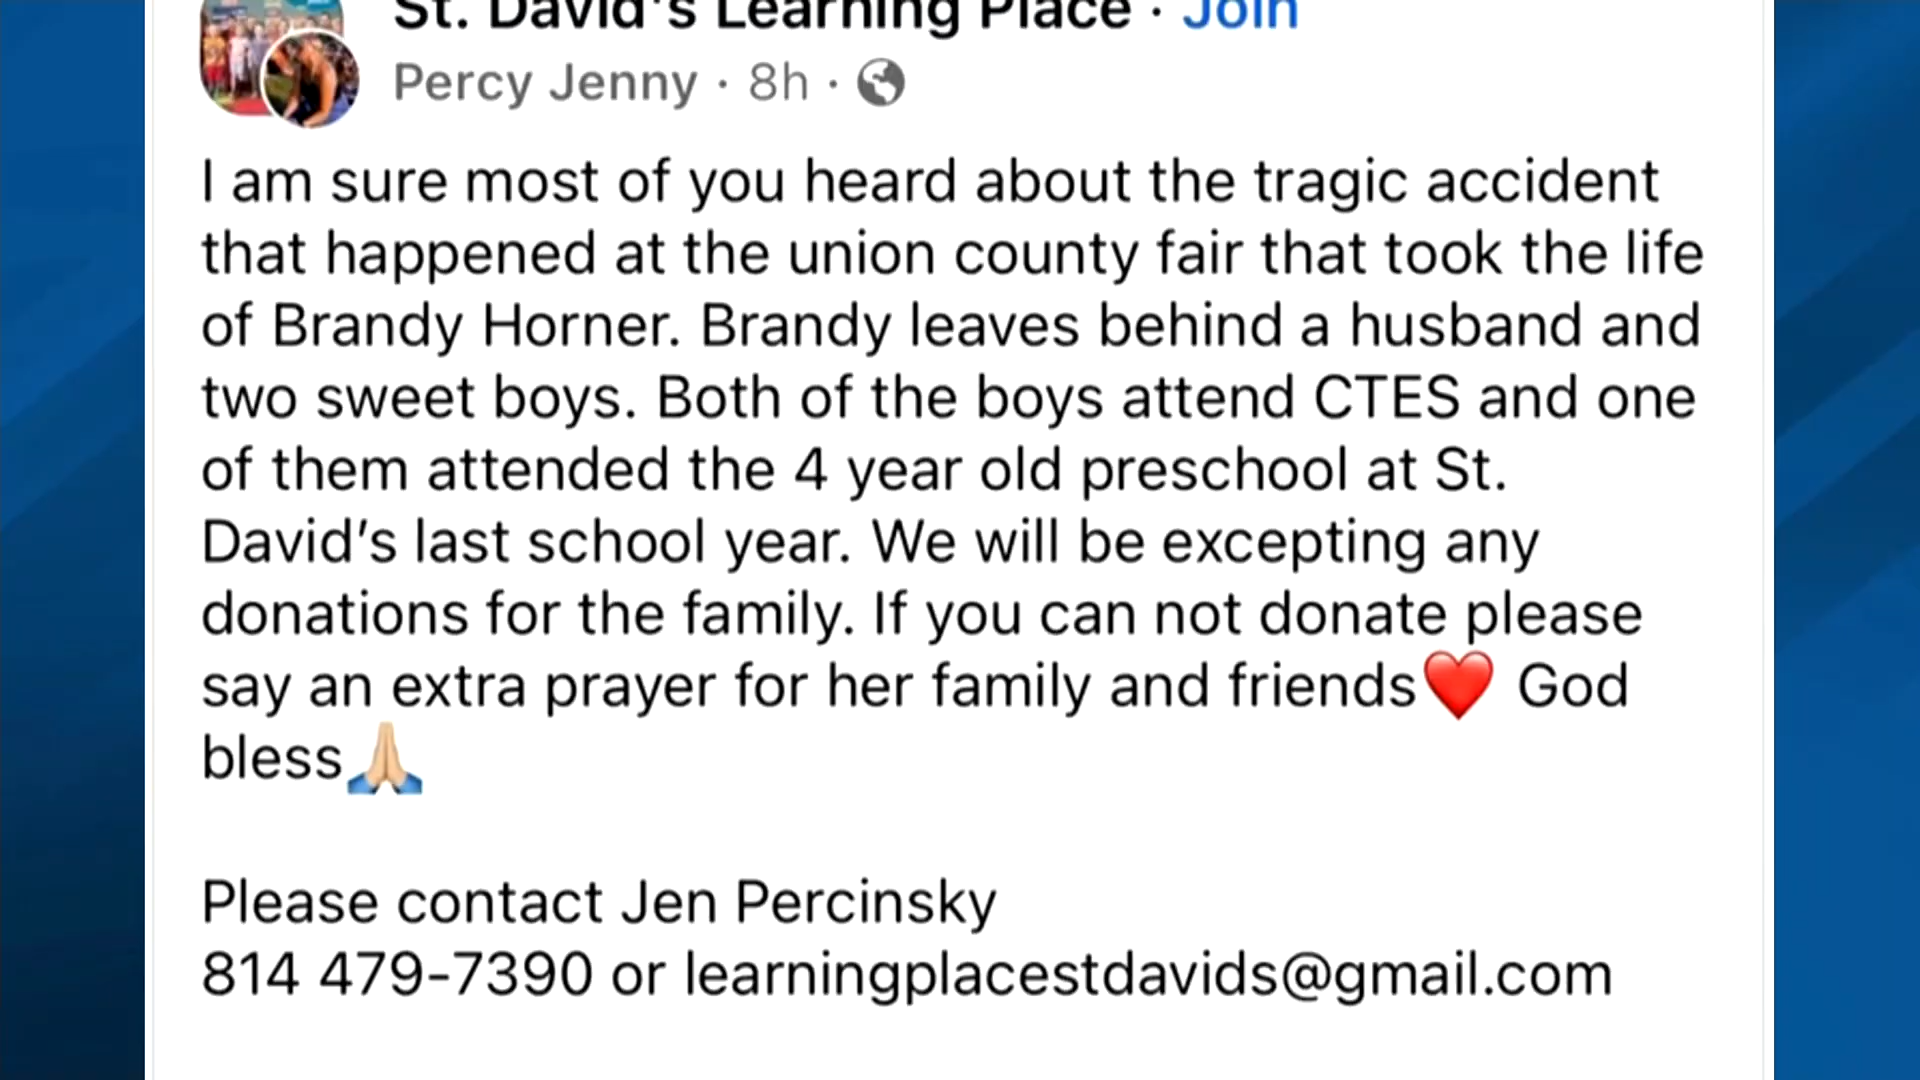 St. David's Learning Place · Join
Percy Jenny · 8h ·
I am sure most of you heard about the tragic accident
that happened at the union county fair that took the life
of Brandy Horner. Brandy leaves behind a husband and
two sweet boys. Both of the boys attend CTES and one
of them attended the 4 year old preschool at St.
David's last school year. We will be excepting any
donations for the family. If you can not donate please
say an extra prayer for her family and friends❤️ God
bless🙏🏼
Please contact Jen Percinsky
814 479-7390 or learningplacestdavids@gmail.com